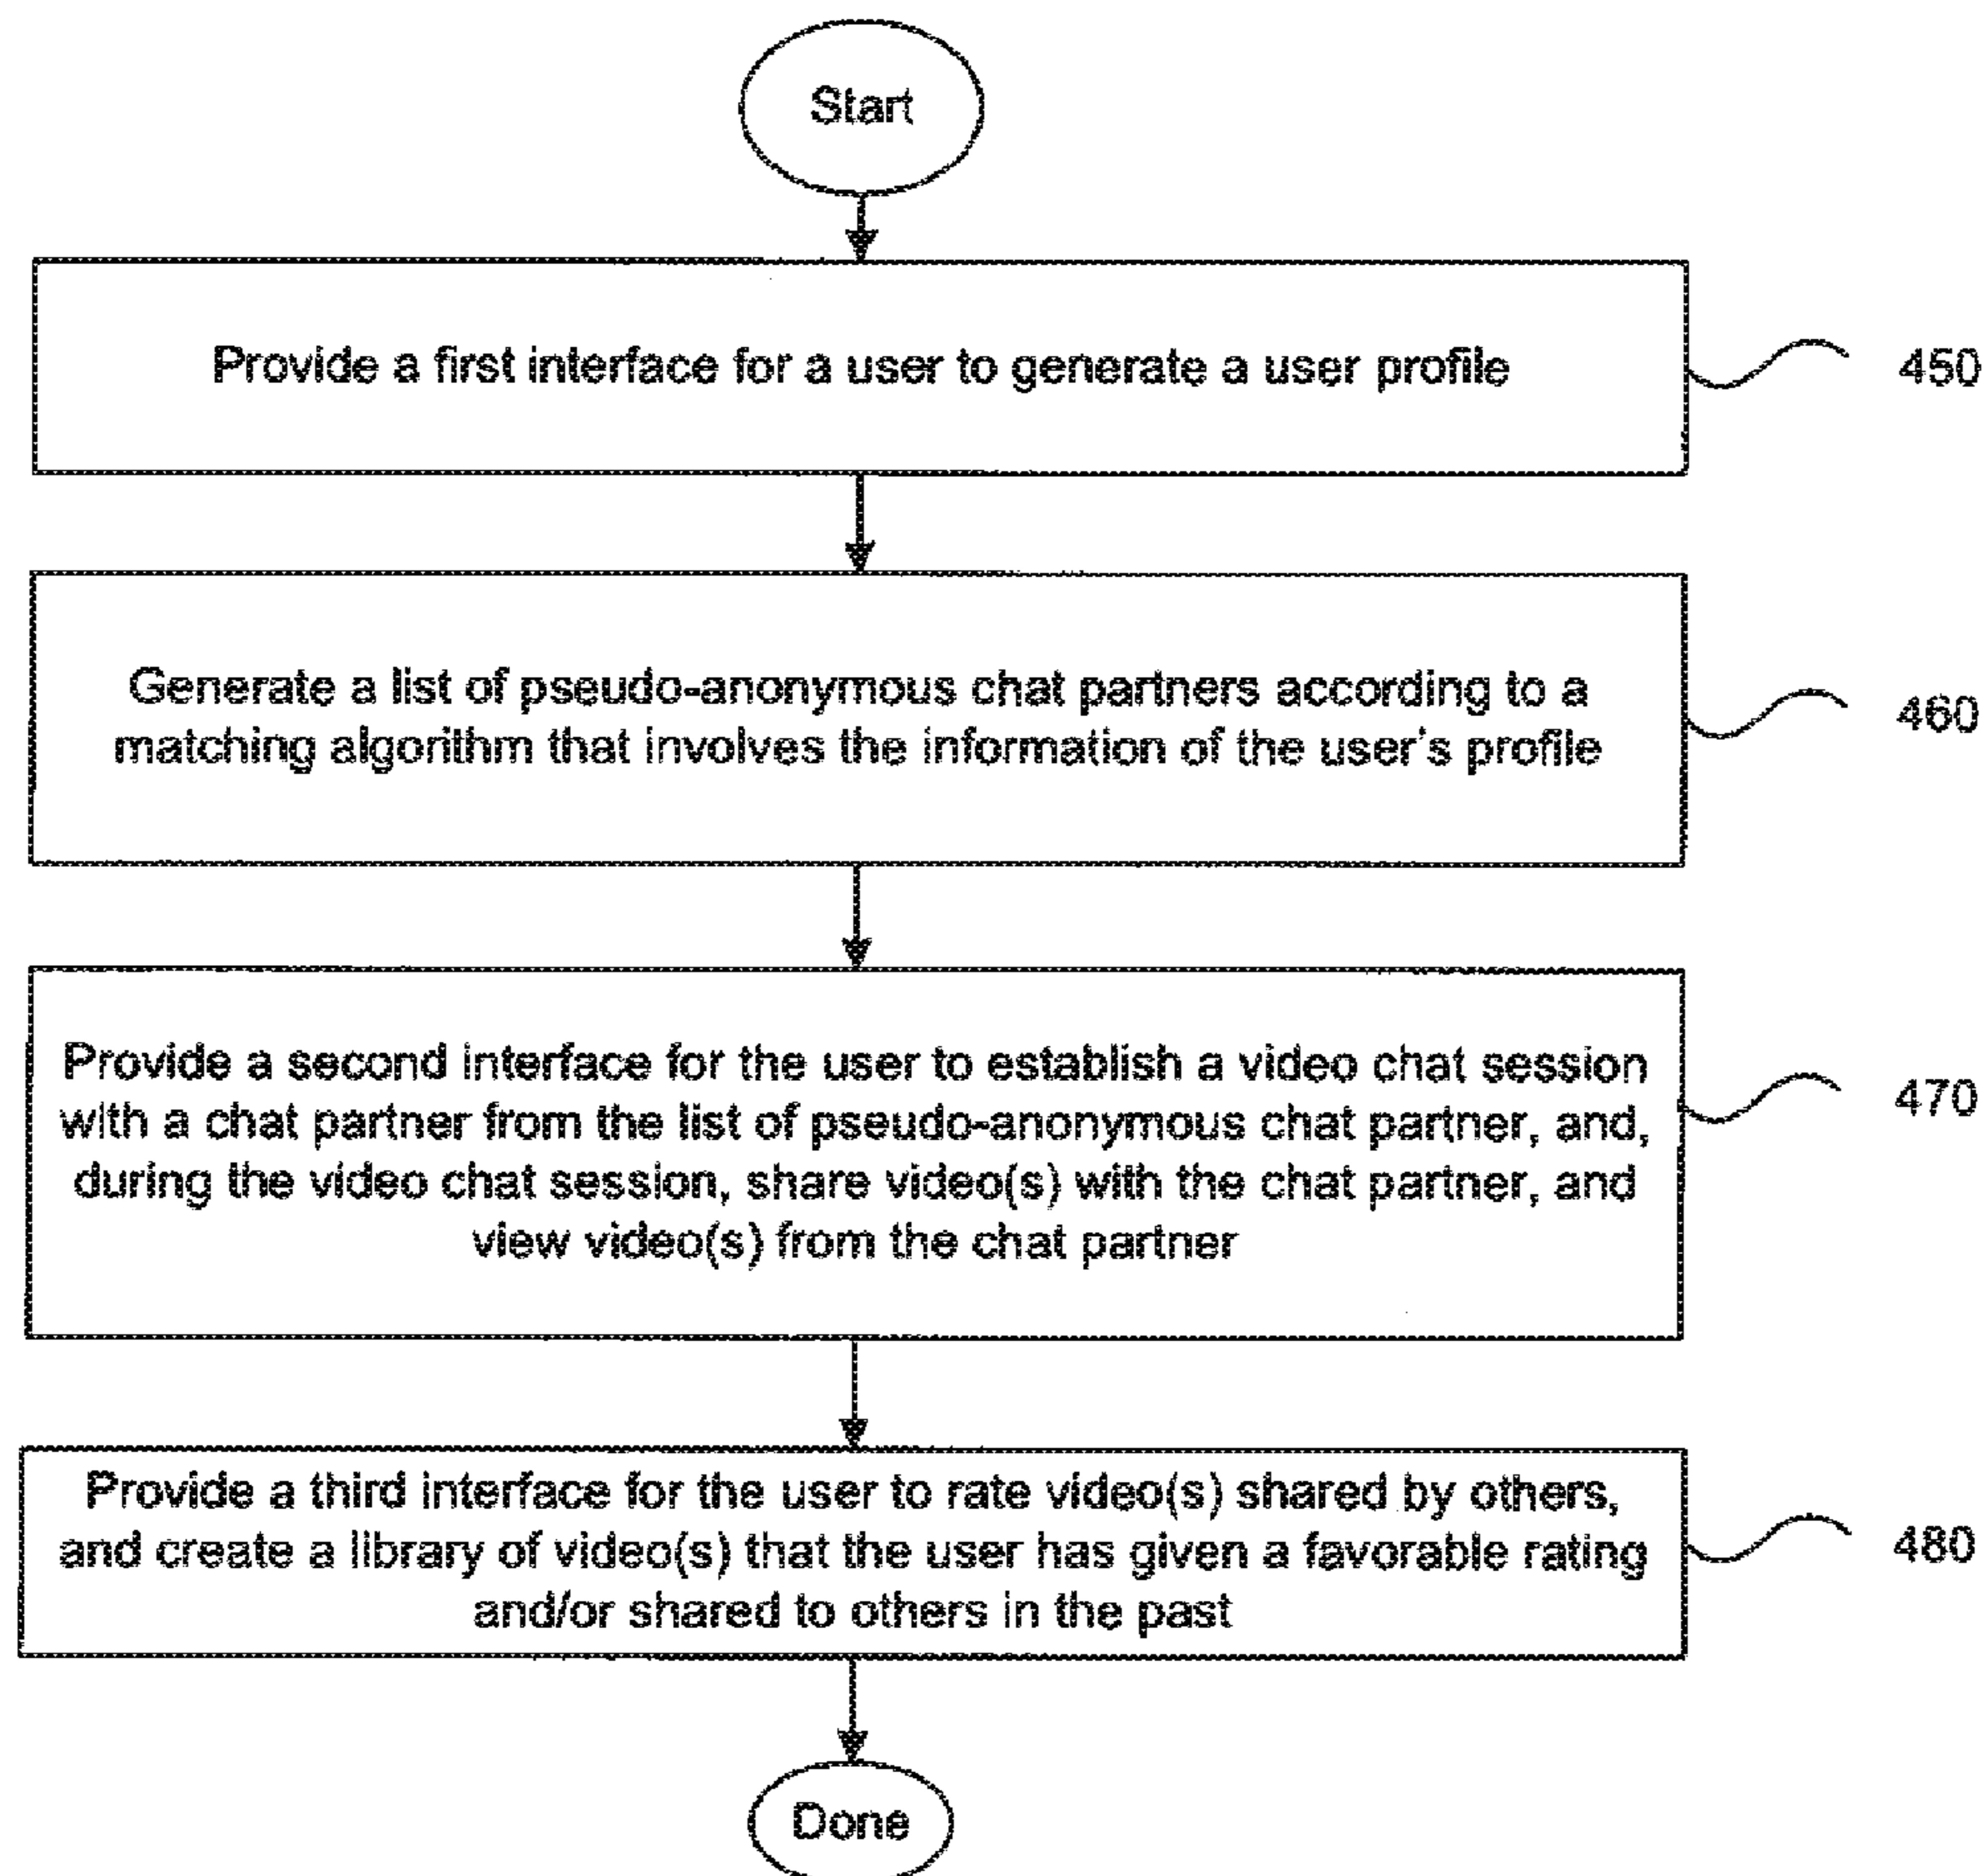 Start
Provide a first interface for a user to generate a user profile
450
Generate a list of pseudo-anonymous chat partners according to a
matching algorithm that involves the information of the user's profile
460
Provide a second interface for the user to establish a video chat session
with a chat partner from the list of pseudo-anonymous chat partner, and,
during the video chat session, share video(s) with the chat partner, and
view video(s) from the chat partner
470
Provide a third interface for the user to rate video(s) shared by others,
and create a library of video(s) that the user has given a favorable rating
and/or shared to others in the past
480
Done